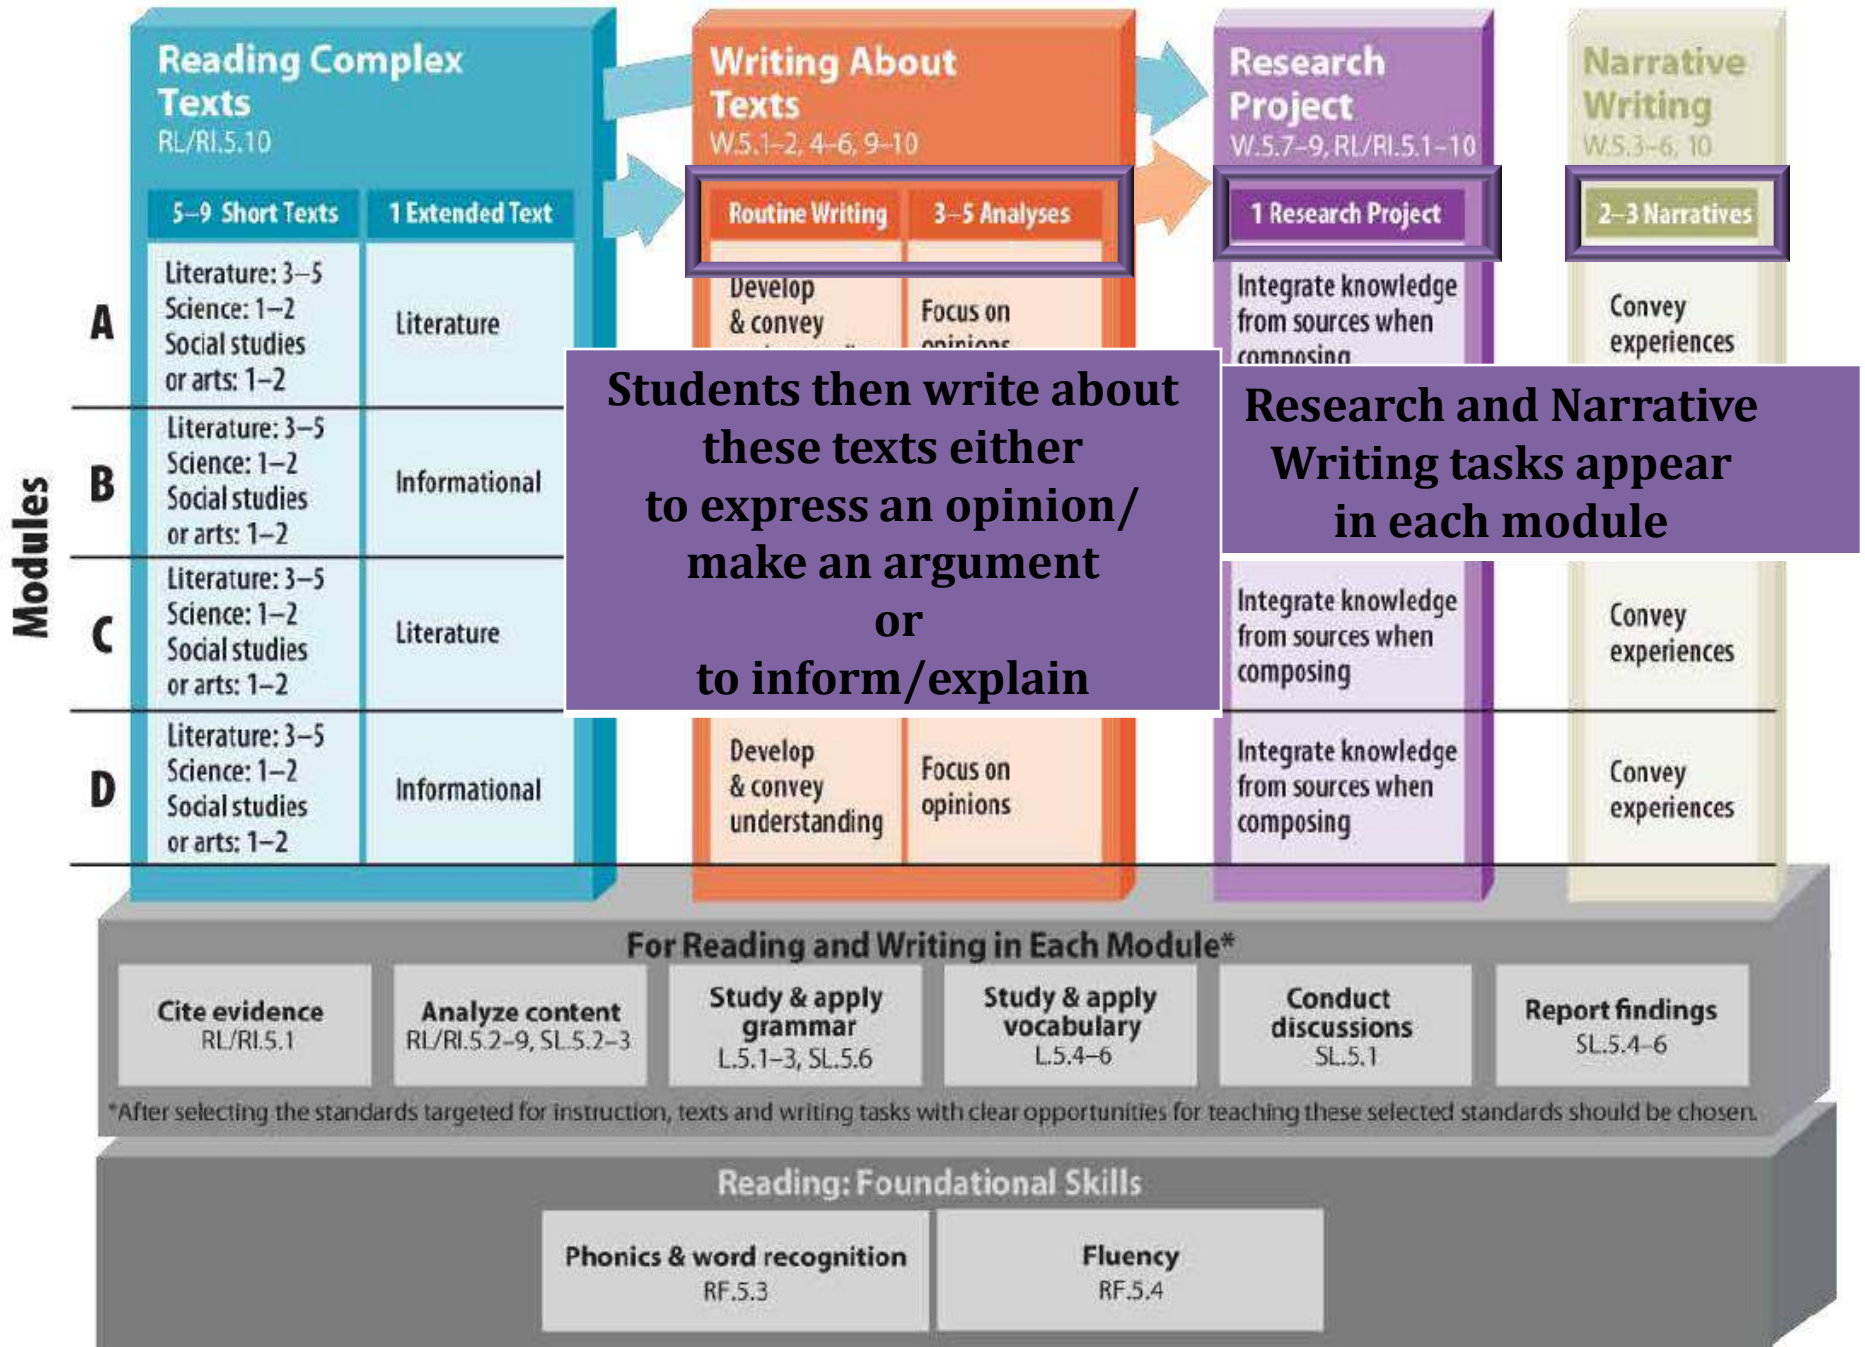 Reading Complex
Texts
RL/RI.5.10
5–9 Short Texts
1 Extended Text
Writing About
Texts
W.5.1–2, 4–6, 9–10
Routine Writing
3–5 Analyses
Research
Project
W.5.7–9, RL/RI.5.1–10
1 Research Project
Narrative
Writing
W.5.3–6, 10
2–3 Narratives
Modules
A
Literature: 3–5
Science: 1–2
Social studies
or arts: 1–2
Literature
Develop
& convey
Focus on
opinions
Integrate knowledge
from sources when
composing
Convey
experiences
B
Literature: 3–5
Science: 1–2
Social studies
or arts: 1–2
Informational
Students then write about
these texts either
to express an opinion/
make an argument
or
to inform/explain
Research and Narrative
Writing tasks appear
in each module
C
Literature: 3–5
Science: 1–2
Social studies
or arts: 1–2
Literature
Integrate knowledge
from sources when
composing
Convey
experiences
D
Literature: 3–5
Science: 1–2
Social studies
or arts: 1–2
Informational
Develop
& convey
understanding
Focus on
opinions
Integrate knowledge
from sources when
composing
Convey
experiences
For Reading and Writing in Each Module*
Cite evidence
RL/RI.5.1
Analyze content
RL/RI.5.2–9, SL.5.2–3
Study & apply
grammar
L.5.1–3, SL.5.6
Study & apply
vocabulary
L.5.4–6
Conduct
discussions
SL.5.1
Report findings
SL.5.4–6
*After selecting the standards targeted for instruction, texts and writing tasks with clear opportunities for teaching these selected standards should be chosen.
Reading: Foundational Skills
Phonics & word recognition
RF.5.3
Fluency
RF.5.4